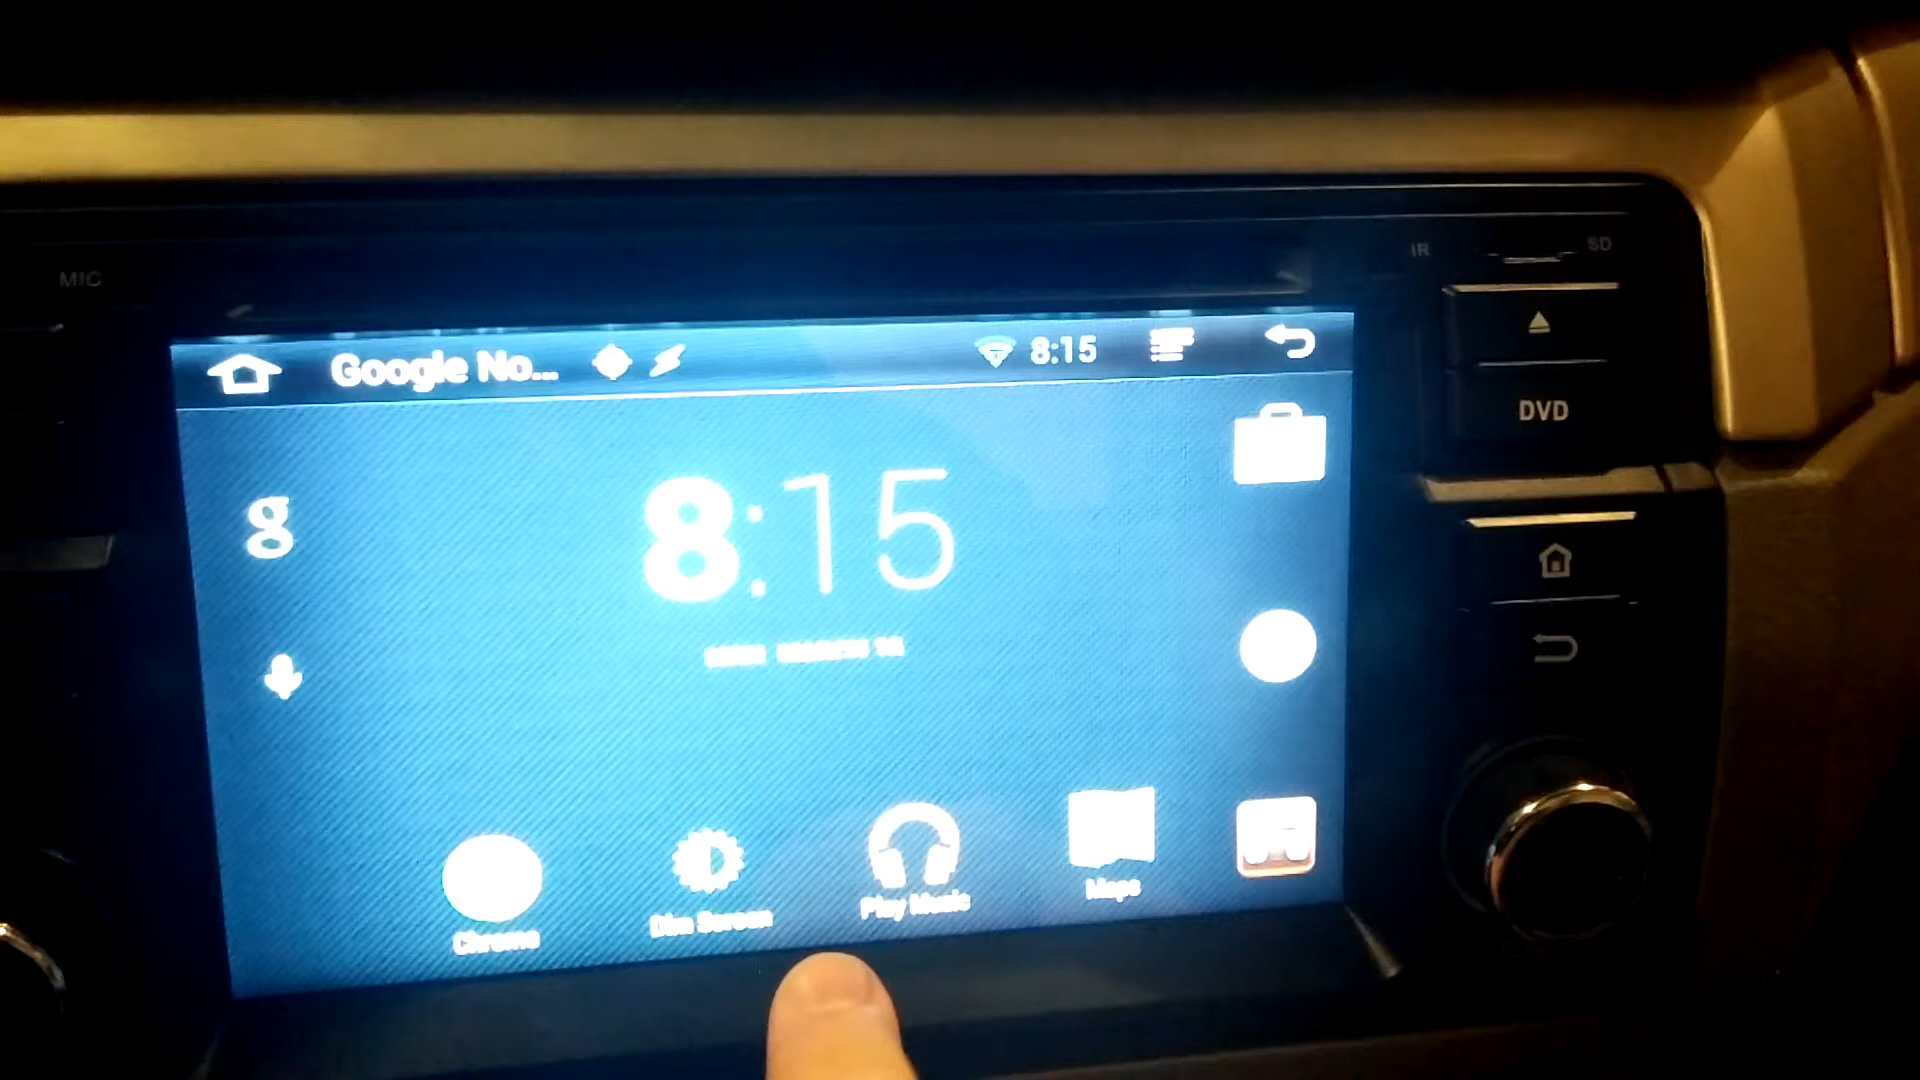 MIC
IR
SD
Google No...
8:15
DVD
g
8:15
Chrome
Dim Screen
Play Music
Maps